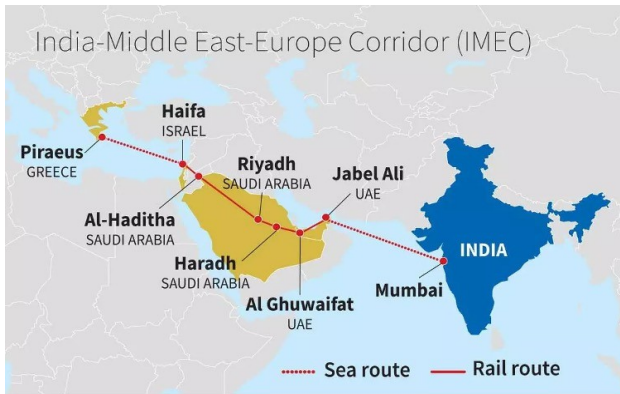 India-Middle East-Europe Corridor (IMEC)
Haifa
ISRAEL
Piraeus
GREECE
Riyadh
SAUDI ARABIA
Jabel Ali
UAE
Al-Haditha
SAUDI ARABIA
Haradh
SAUDI ARABIA
INDIA
Mumbai
Al Ghuwaifat
UAE
Sea route
Rail route